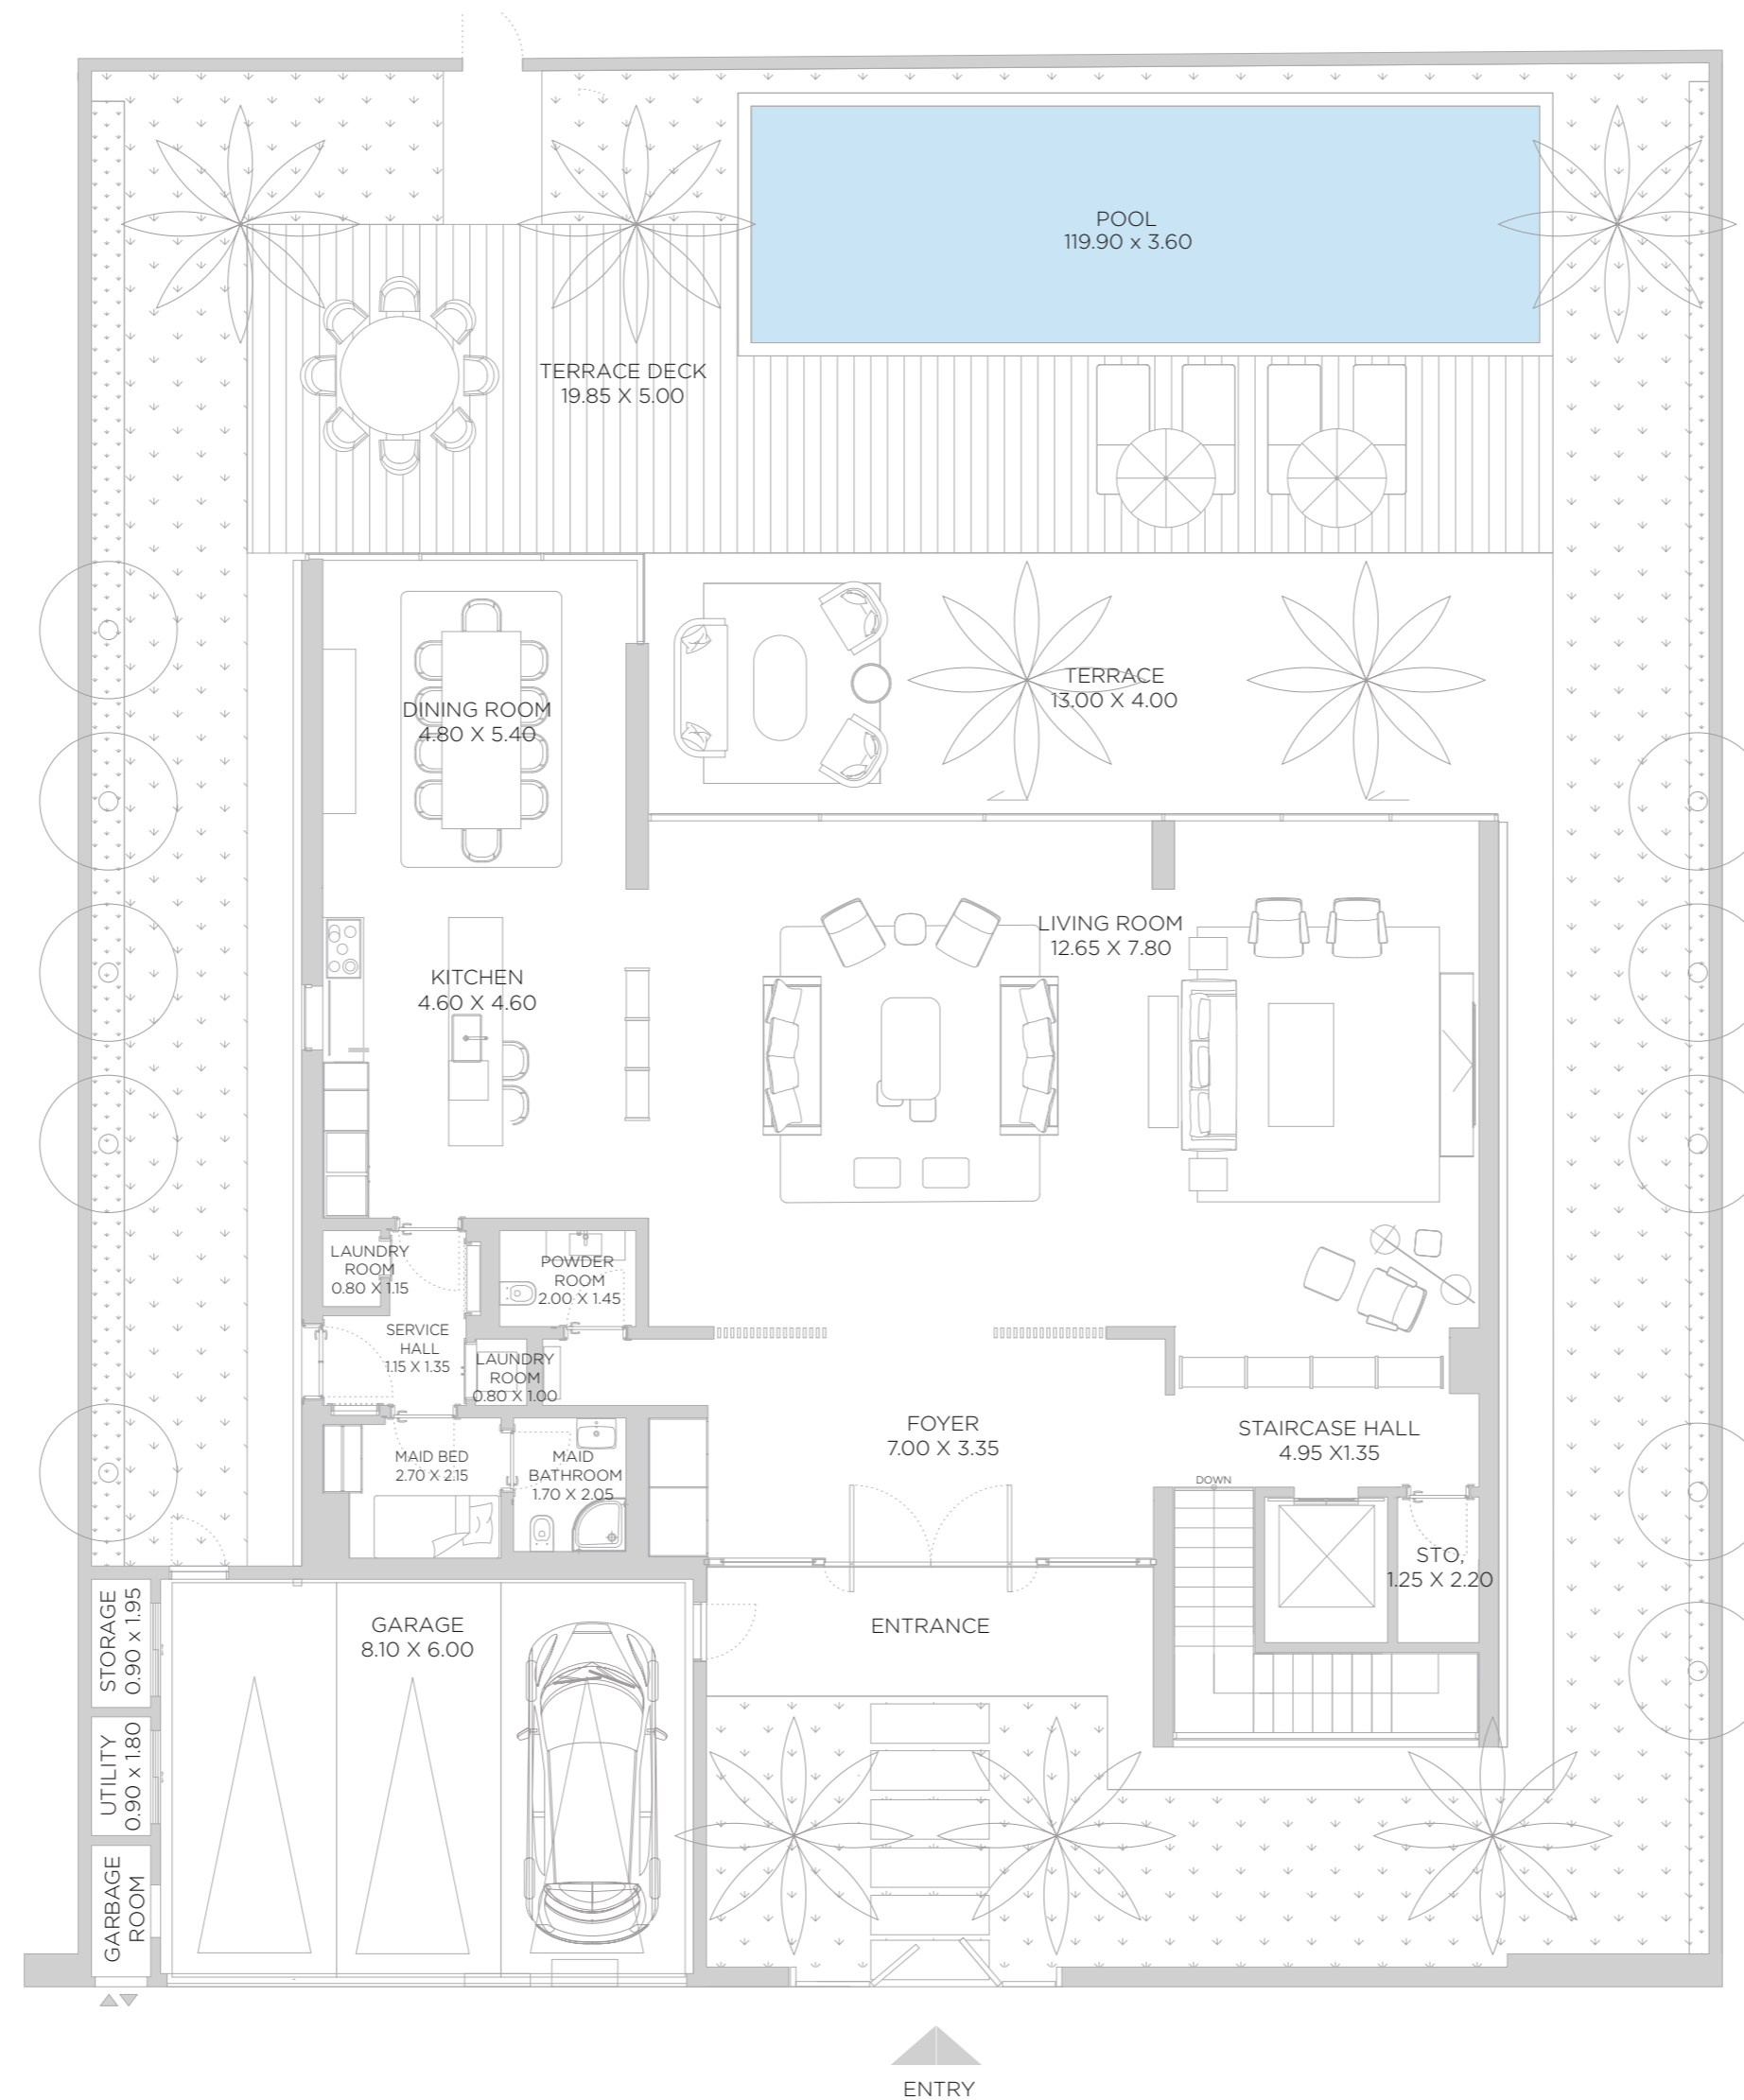 POOL
119.90 x 3.60
TERRACE DECK
19.85 X 5.00
TERRACE
13.00 X 4.00
DINING ROOM
4.80 X 5.40
LIVING ROOM
12.65 X 7.80
KITCHEN
4.60 X 4.60
LAUNDRY
ROOM
0.80 X 1.15
POWDER
ROOM
2.00 X 1.45
SERVICE
HALL
1.15 X 1.35
LAUNDRY
ROOM
0.80 X 1.00
FOYER
7.00 X 3.35
STAIRCASE HALL
4.95 X1.35
MAID BED
2.70 X 2.15
MAID
BATHROOM
1.70 X 2.05
DOWN
STO,
1.25 X 2.20
STORAGE
0.90 x 1.95
GARAGE
8.10 X 6.00
ENTRANCE
UTILITY
0.90 x 1.80
GARBAGE
ROOM
ENTRY